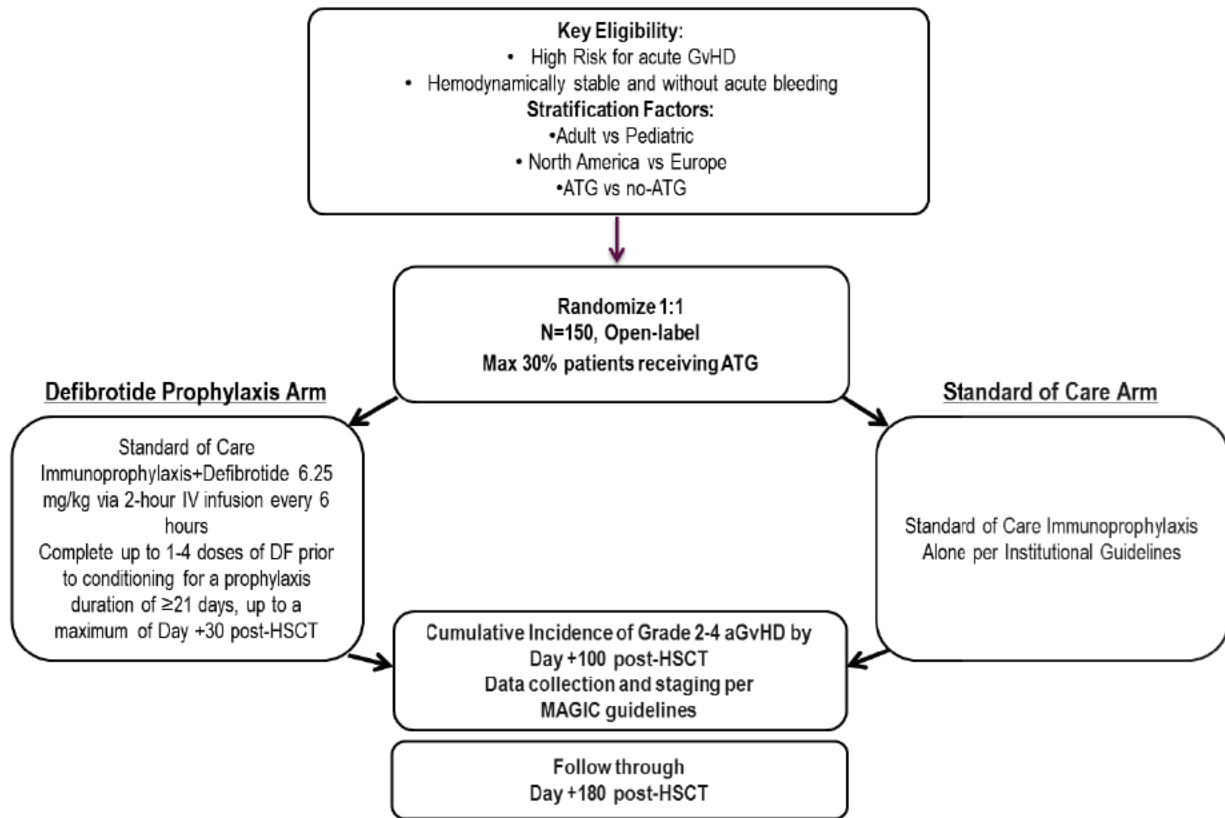 Key Eligibility:
• High Risk for acute GvHD
• Hemodynamically stable and without acute bleeding
Stratification Factors:
•Adult vs Pediatric
• North America vs Europe
•ATG vs no-ATG
Randomize 1:1
N=150, Open-label
Max 30% patients receiving ATG
Defibrotide Prophylaxis Arm
Standard of Care
Immunoprophylaxis+Defibrotide 6.25
mg/kg via 2-hour IV infusion every 6
hours
Complete up to 1-4 doses of DF prior
to conditioning for a prophylaxis
duration of ≥21 days, up to a
maximum of Day +30 post-HSCT
Standard of Care Arm
Standard of Care Immunoprophylaxis
Alone per Institutional Guidelines
Cumulative Incidence of Grade 2-4 aGvHD by
Day +100 post-HSCT
Data collection and staging per
MAGIC guidelines
Follow through
Day +180 post-HSCT